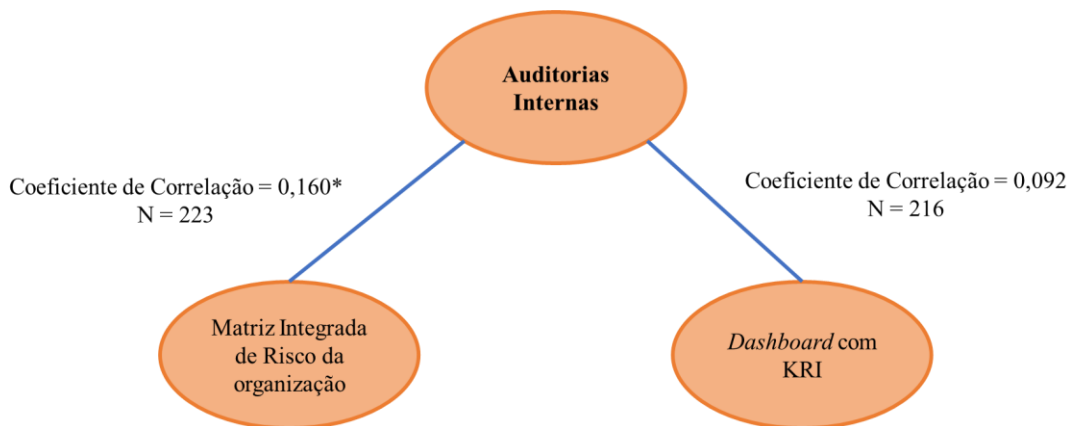 Auditorias
Internas
Coeficiente de Correlação = 0,160*
N = 223
Coeficiente de Correlação = 0,092
N = 216
Matriz Integrada
de Risco da
organização
Dashboard com
KRI